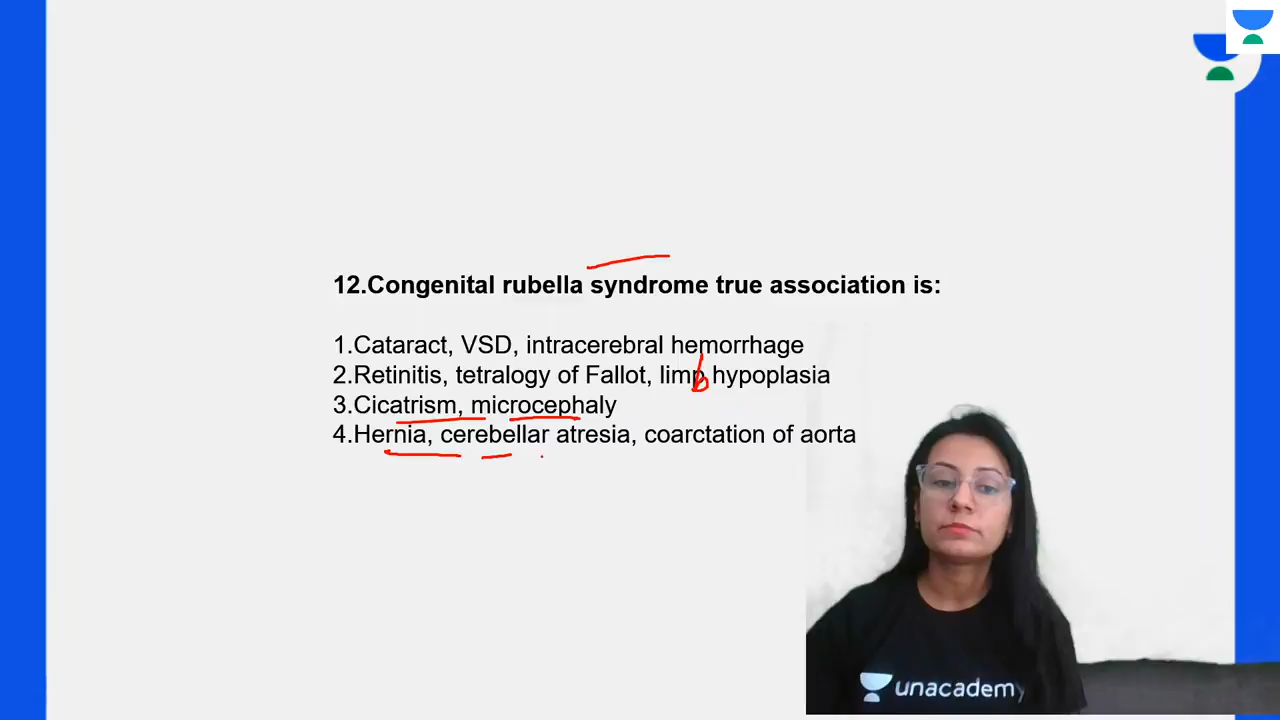 12.Congenital rubella syndrome true association is:
1.Cataract, VSD, intracerebral hemorrhage
2.Retinitis, tetralogy of Fallot, limp hypoplasia
b
3.Cicatrism, microcephaly
4.Hernia, cerebellar atresia, coarctation of aorta
unacademy